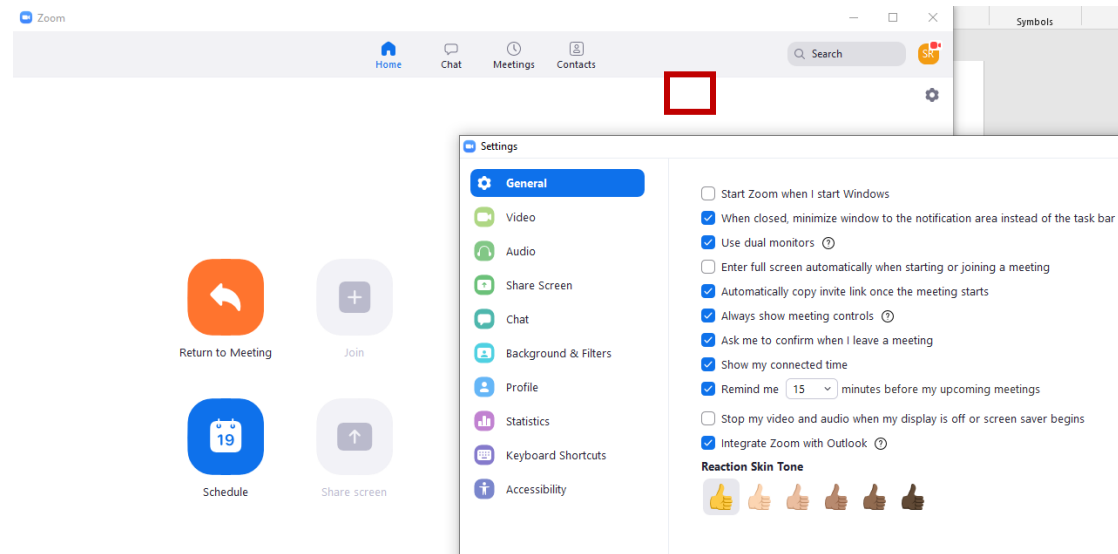 Zoom
Symbols
Home
Chat
Meetings
Contacts
Search
SR
Settings
General
Video
Audio
Share Screen
Chat
Background & Filters
Profile
Statistics
Keyboard Shortcuts
Accessibility
Start Zoom when I start Windows
When closed, minimize window to the notification area instead of the task bar
Use dual monitors ?
Enter full screen automatically when starting or joining a meeting
Automatically copy invite link once the meeting starts
Always show meeting controls ?
Ask me to confirm when I leave a meeting
Show my connected time
Remind me 15 minutes before my upcoming meetings
Stop my video and audio when my display is off or screen saver begins
Integrate Zoom with Outlook ?
Reaction Skin Tone
Return to Meeting
Join
19
Schedule
Share screen